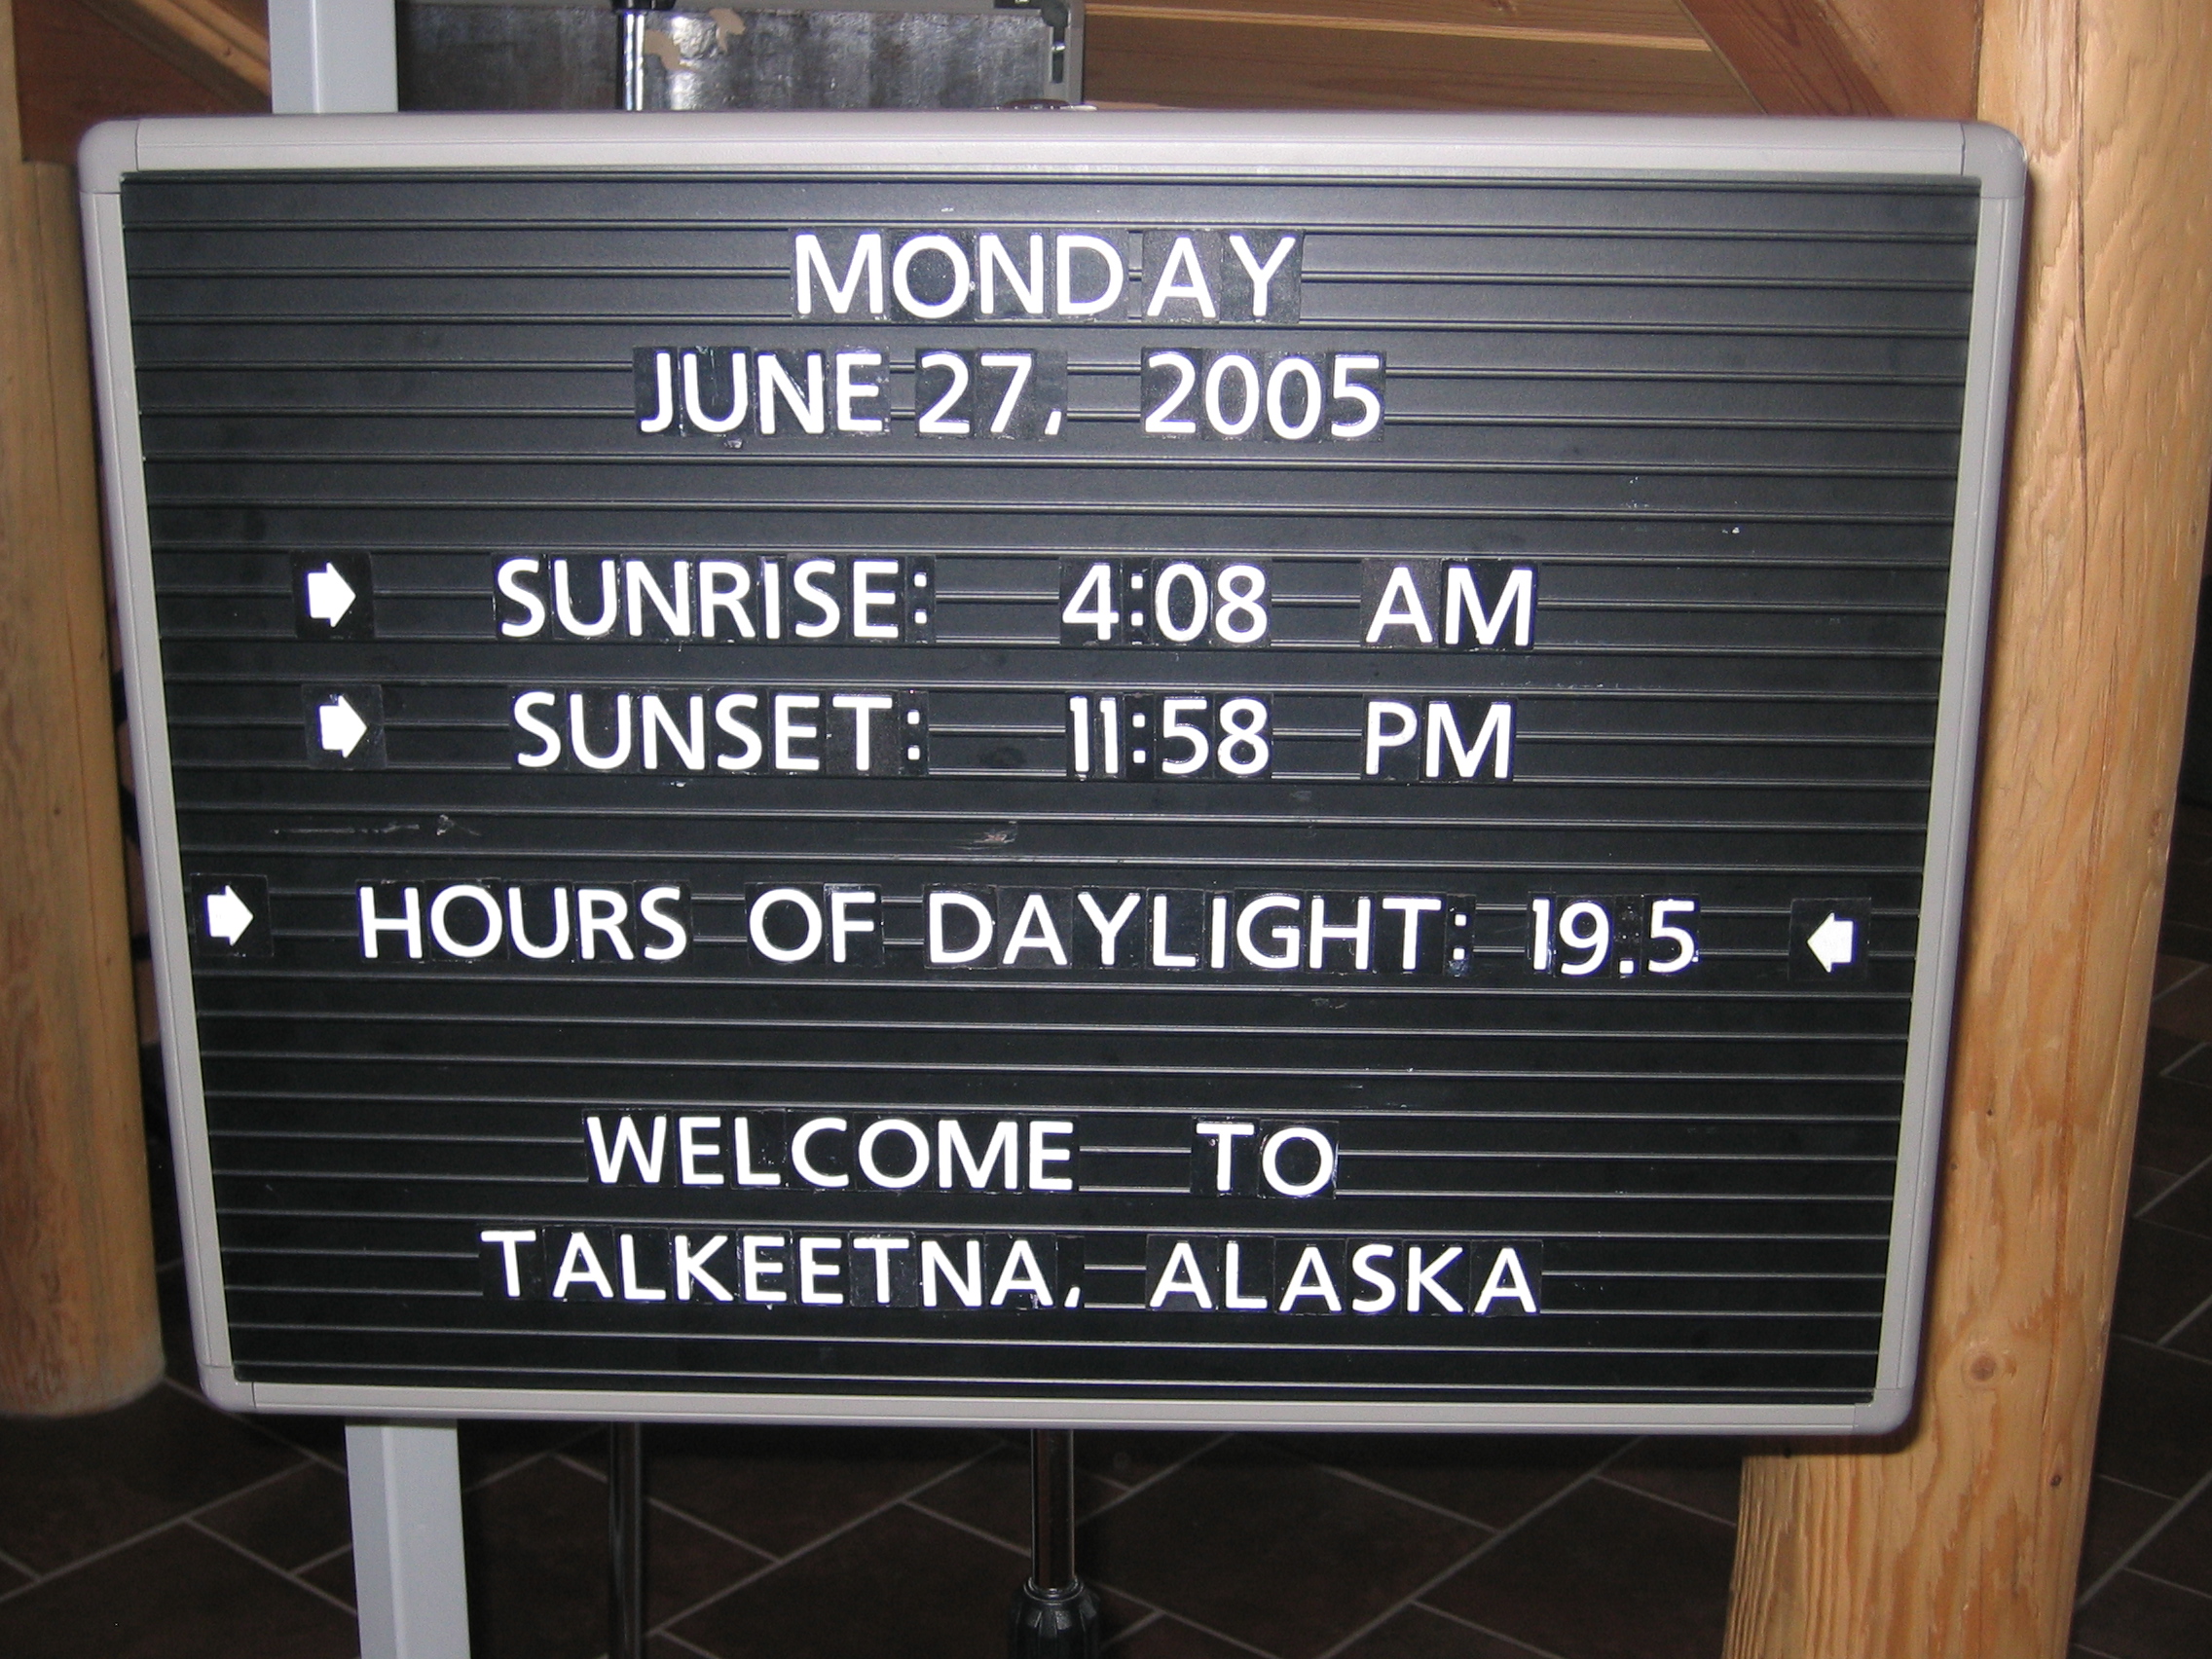 MONDAY
JUNE 27, 2005
SUNRISE: 4:08 AM
SUNSET: 11:58 PM
HOURS OF DAYLIGHT: 19.5
WELCOME TO
TALKEETNA, ALASKA